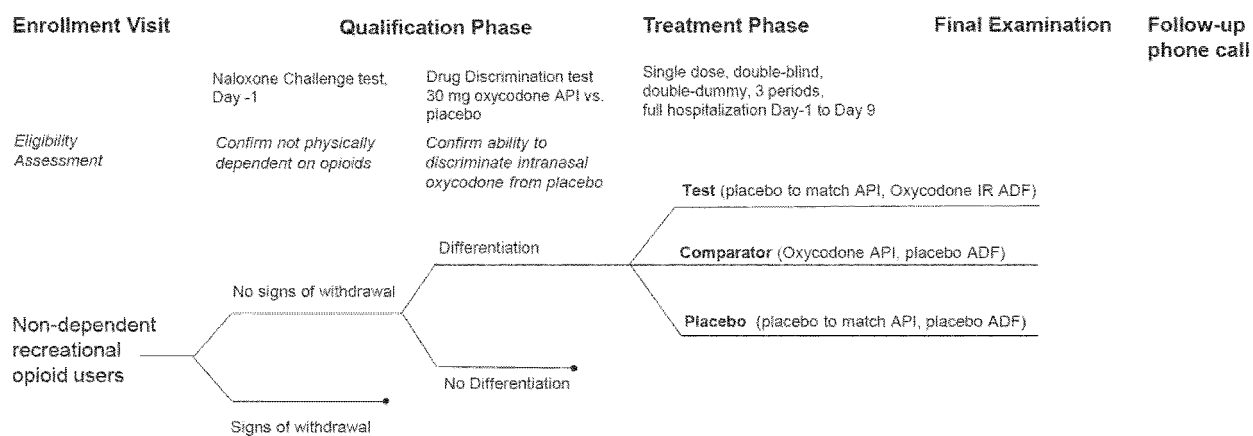 Enrollment Visit
Qualification Phase
Treatment Phase
Final Examination
Follow-up
phone call
Naloxone Challenge test,
Day -1
Drug Discrimination test
30 mg oxycodone API vs.
placebo
Single dose, double-blind,
double-dummy, 3 periods,
full hospitalization Day-1 to Day 9
Eligibility
Assessment
Confirm not physically
dependent on opioids
Confirm ability to
discriminate intranasal
oxycodone from placebo
Test (placebo to match API, Oxycodone IR ADF)
Differentiation
Comparator (Oxycodone API, placebo ADF)
No signs of withdrawal
Non-dependent
recreational
opioid users
Placebo (placebo to match API, placebo ADF)
No Differentiation
Signs of withdrawal